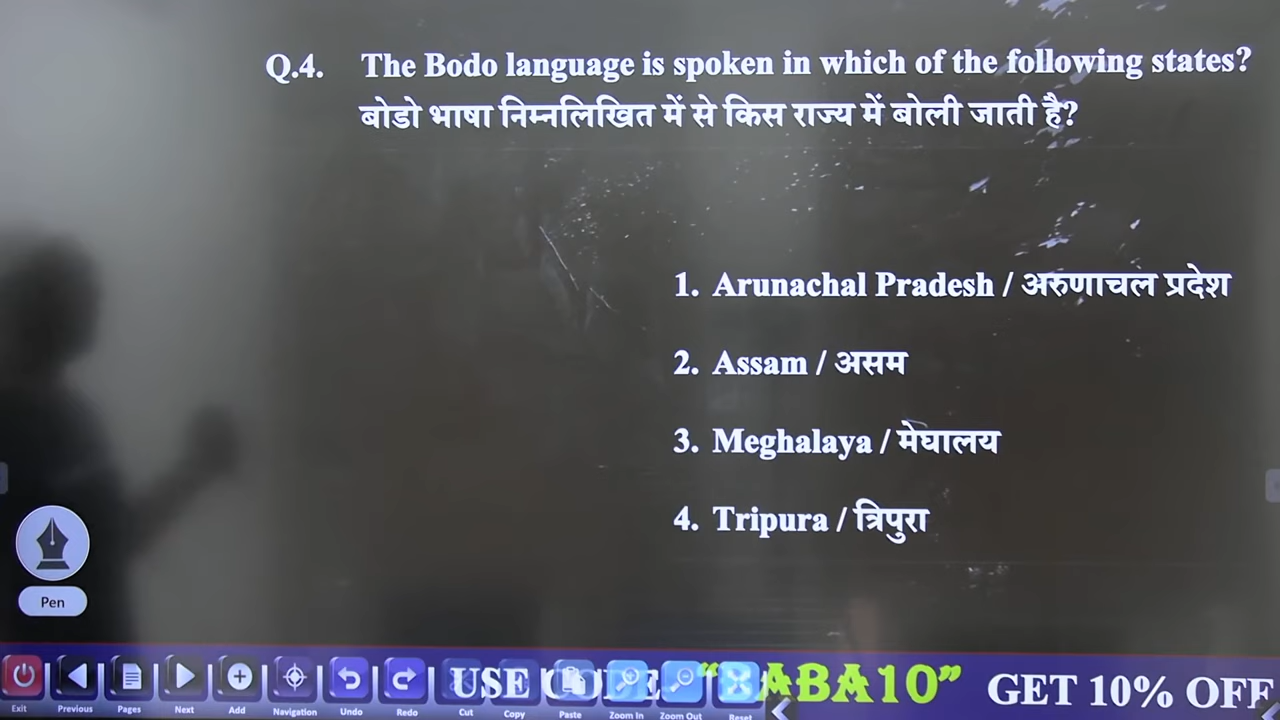 Q.4. The Bodo language is spoken in which of the following states?
बोडो भाषा निम्नलिखित में से किस राज्य में बोली जाती है?
1. Arunachal Pradesh / अरुणाचल प्रदेश
2. Assam / असम
3. Meghalaya / मेघालय
4. Tripura / त्रिपुरा
Pen
USE CODE “BABA10” GET 10% OFF
Exit Previous Pages Next Add Navigation Undo Redo Cut Copy Paste Zoom In Zoom Out Reset